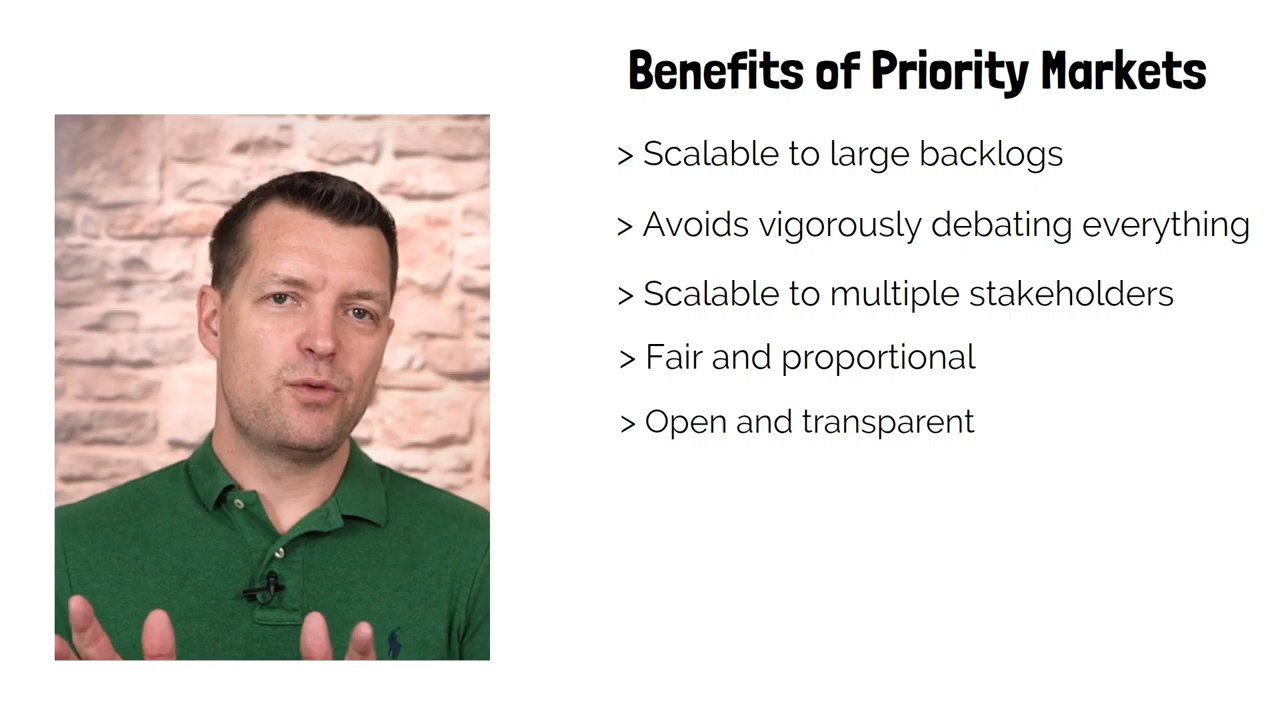 Benefits of Priority Markets
> Scalable to large backlogs
> Avoids vigorously debating everything
> Scalable to multiple stakeholders
> Fair and proportional
> Open and transparent